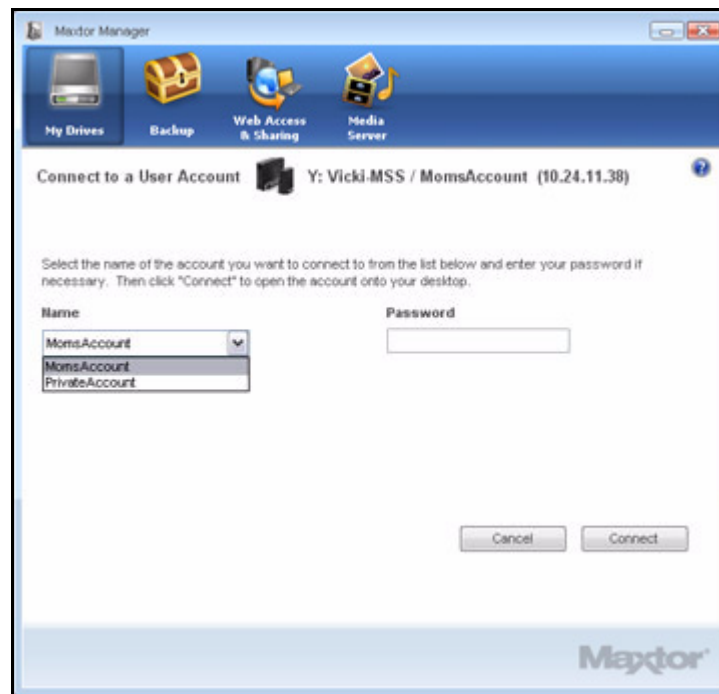 Maxtor Manager
My Drives
Backup
Web Access
& Sharing
Media
Server
Connect to a User Account
Y: Vicki-MSS / MomsAccount (10.24.11.38)
?
Select the name of the account you want to connect to from the list below and enter your password if
necessary. Then click "Connect" to open the account onto your desktop.
Name
Password
MomsAccount
MomsAccount
PrivateAccount
Cancel
Connect
Maxtor